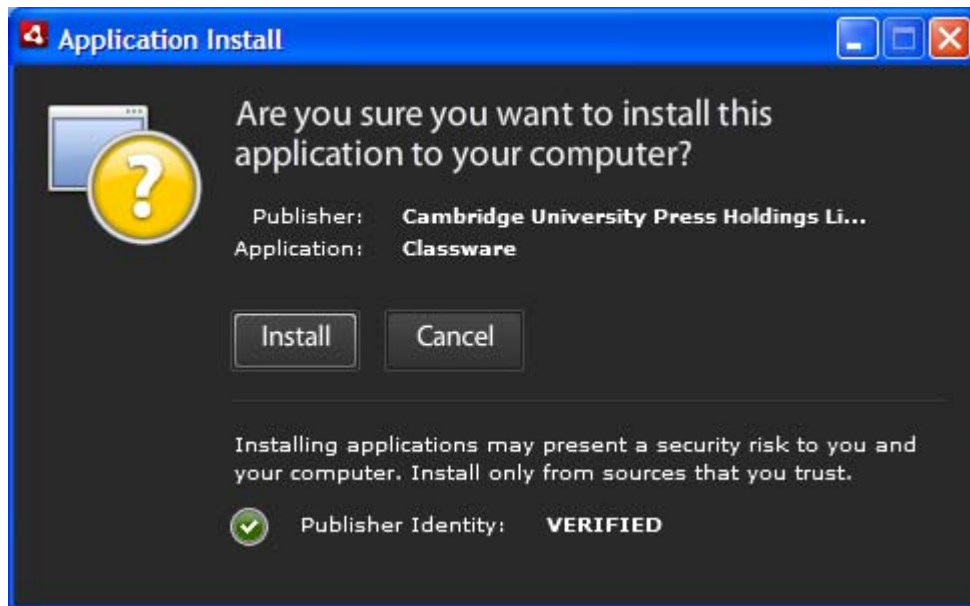 Application Install
Are you sure you want to install this
application to your computer?
Publisher: Cambridge University Press Holdings Li...
Application: Classware
Install Cancel
Installing applications may present a security risk to you and
your computer. Install only from sources that you trust.
Publisher Identity: VERIFIED